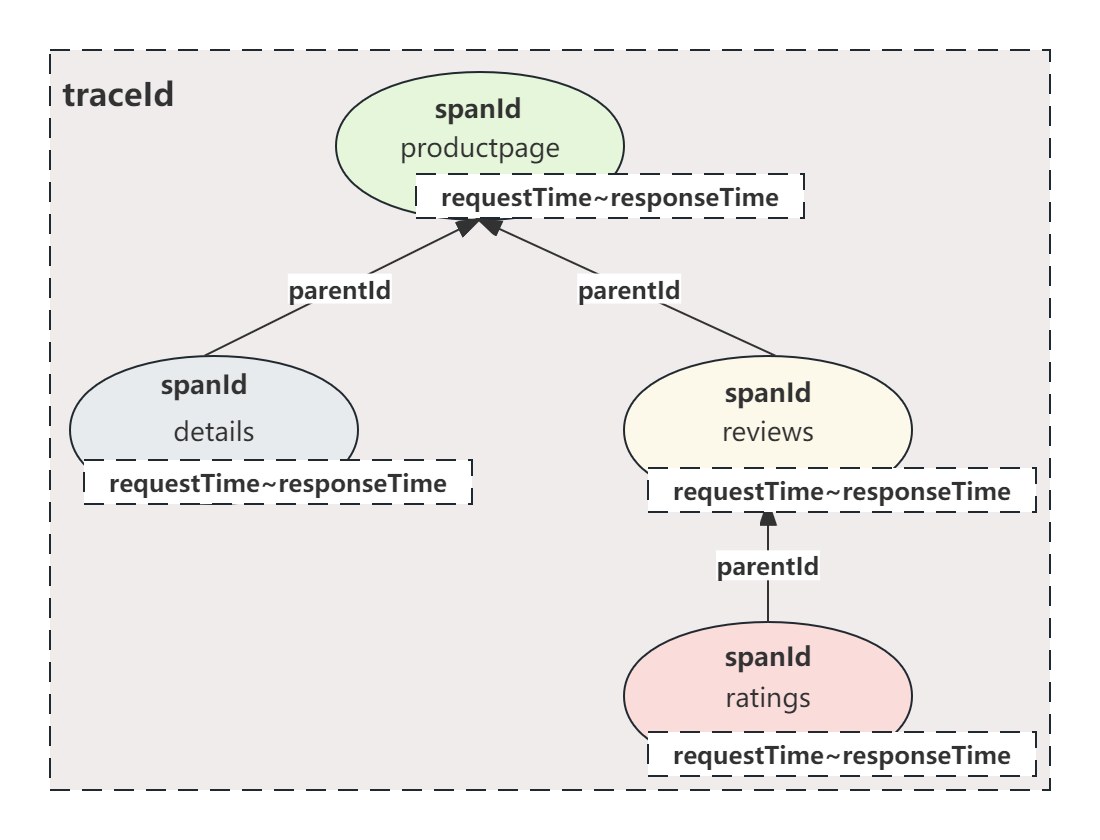 traceId
spanId
productpage
requestTime~responseTime
parentId
parentId
spanId
details
requestTime~responseTime
spanId
reviews
requestTime~responseTime
parentId
spanId
ratings
requestTime~responseTime